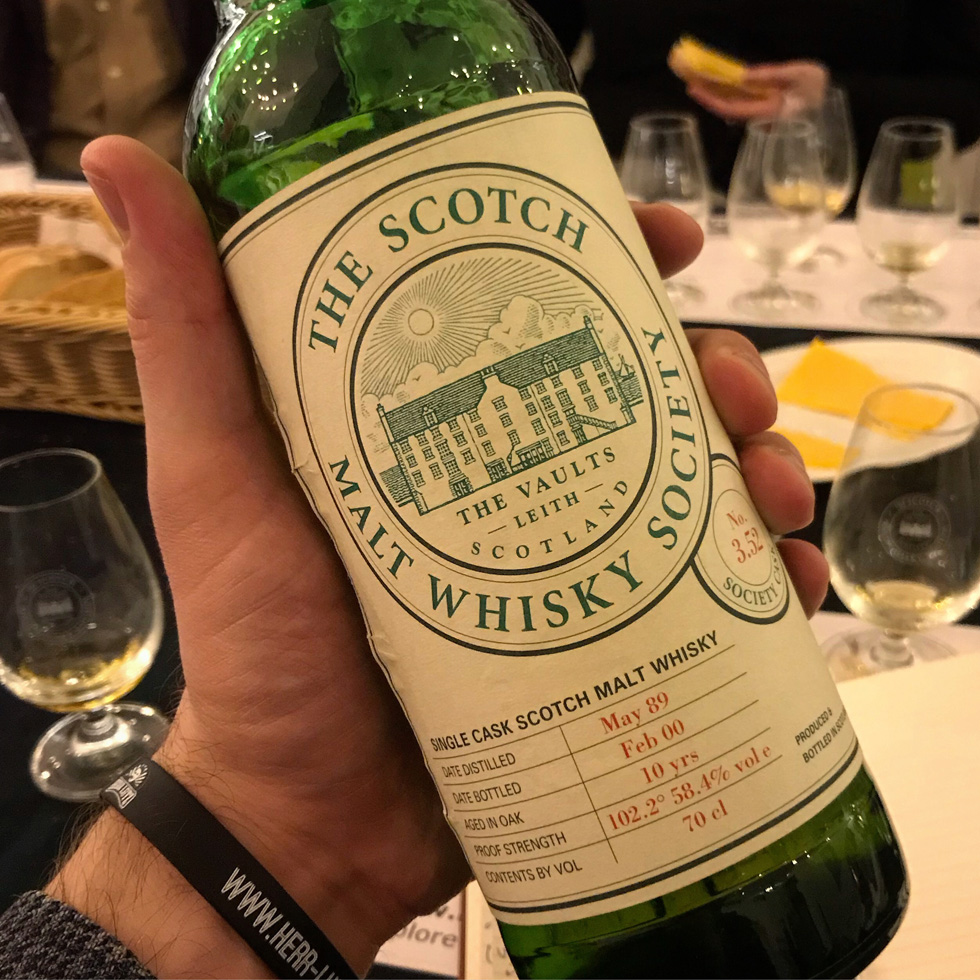 THE SCOTCH
MALT WHISKY SOCIETY
THE VAULTS
– LEITH –
SCOTLAND
No.
3.52
SOCIETY
SINGLE CASK SCOTCH MALT WHISKY
DATE DISTILLED May 89
DATE BOTTLED Feb 00
AGED IN OAK 10 yrs
PROOF STRENGTH 102.2° 58.4% vol e
CONTENTS BY VOL 70 cl
PRODUCED &
BOTTLED IN
WWW.HERR-